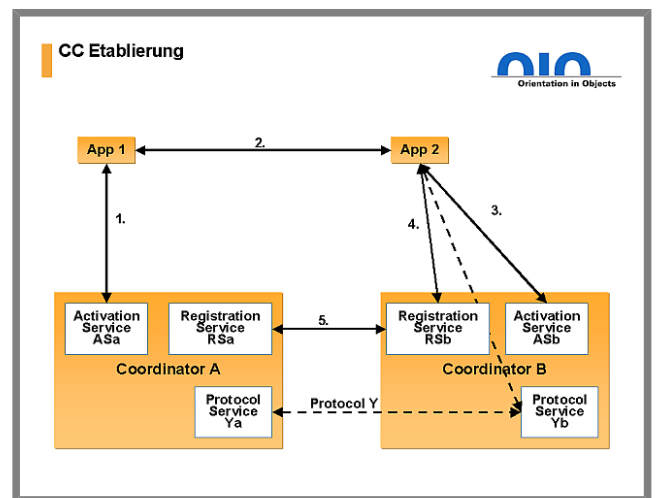 CC Etablierung
OIO
Orientation in Objects
App 1
2.
App 2
1.
4.
3.
Activation
Service
ASa
Registration
Service
RSa
5.
Registration
Service
RSb
Activation
Service
ASb
Coordinator A
Coordinator B
Protocol
Service
Ya
Protocol Y
Protocol
Service
Yb